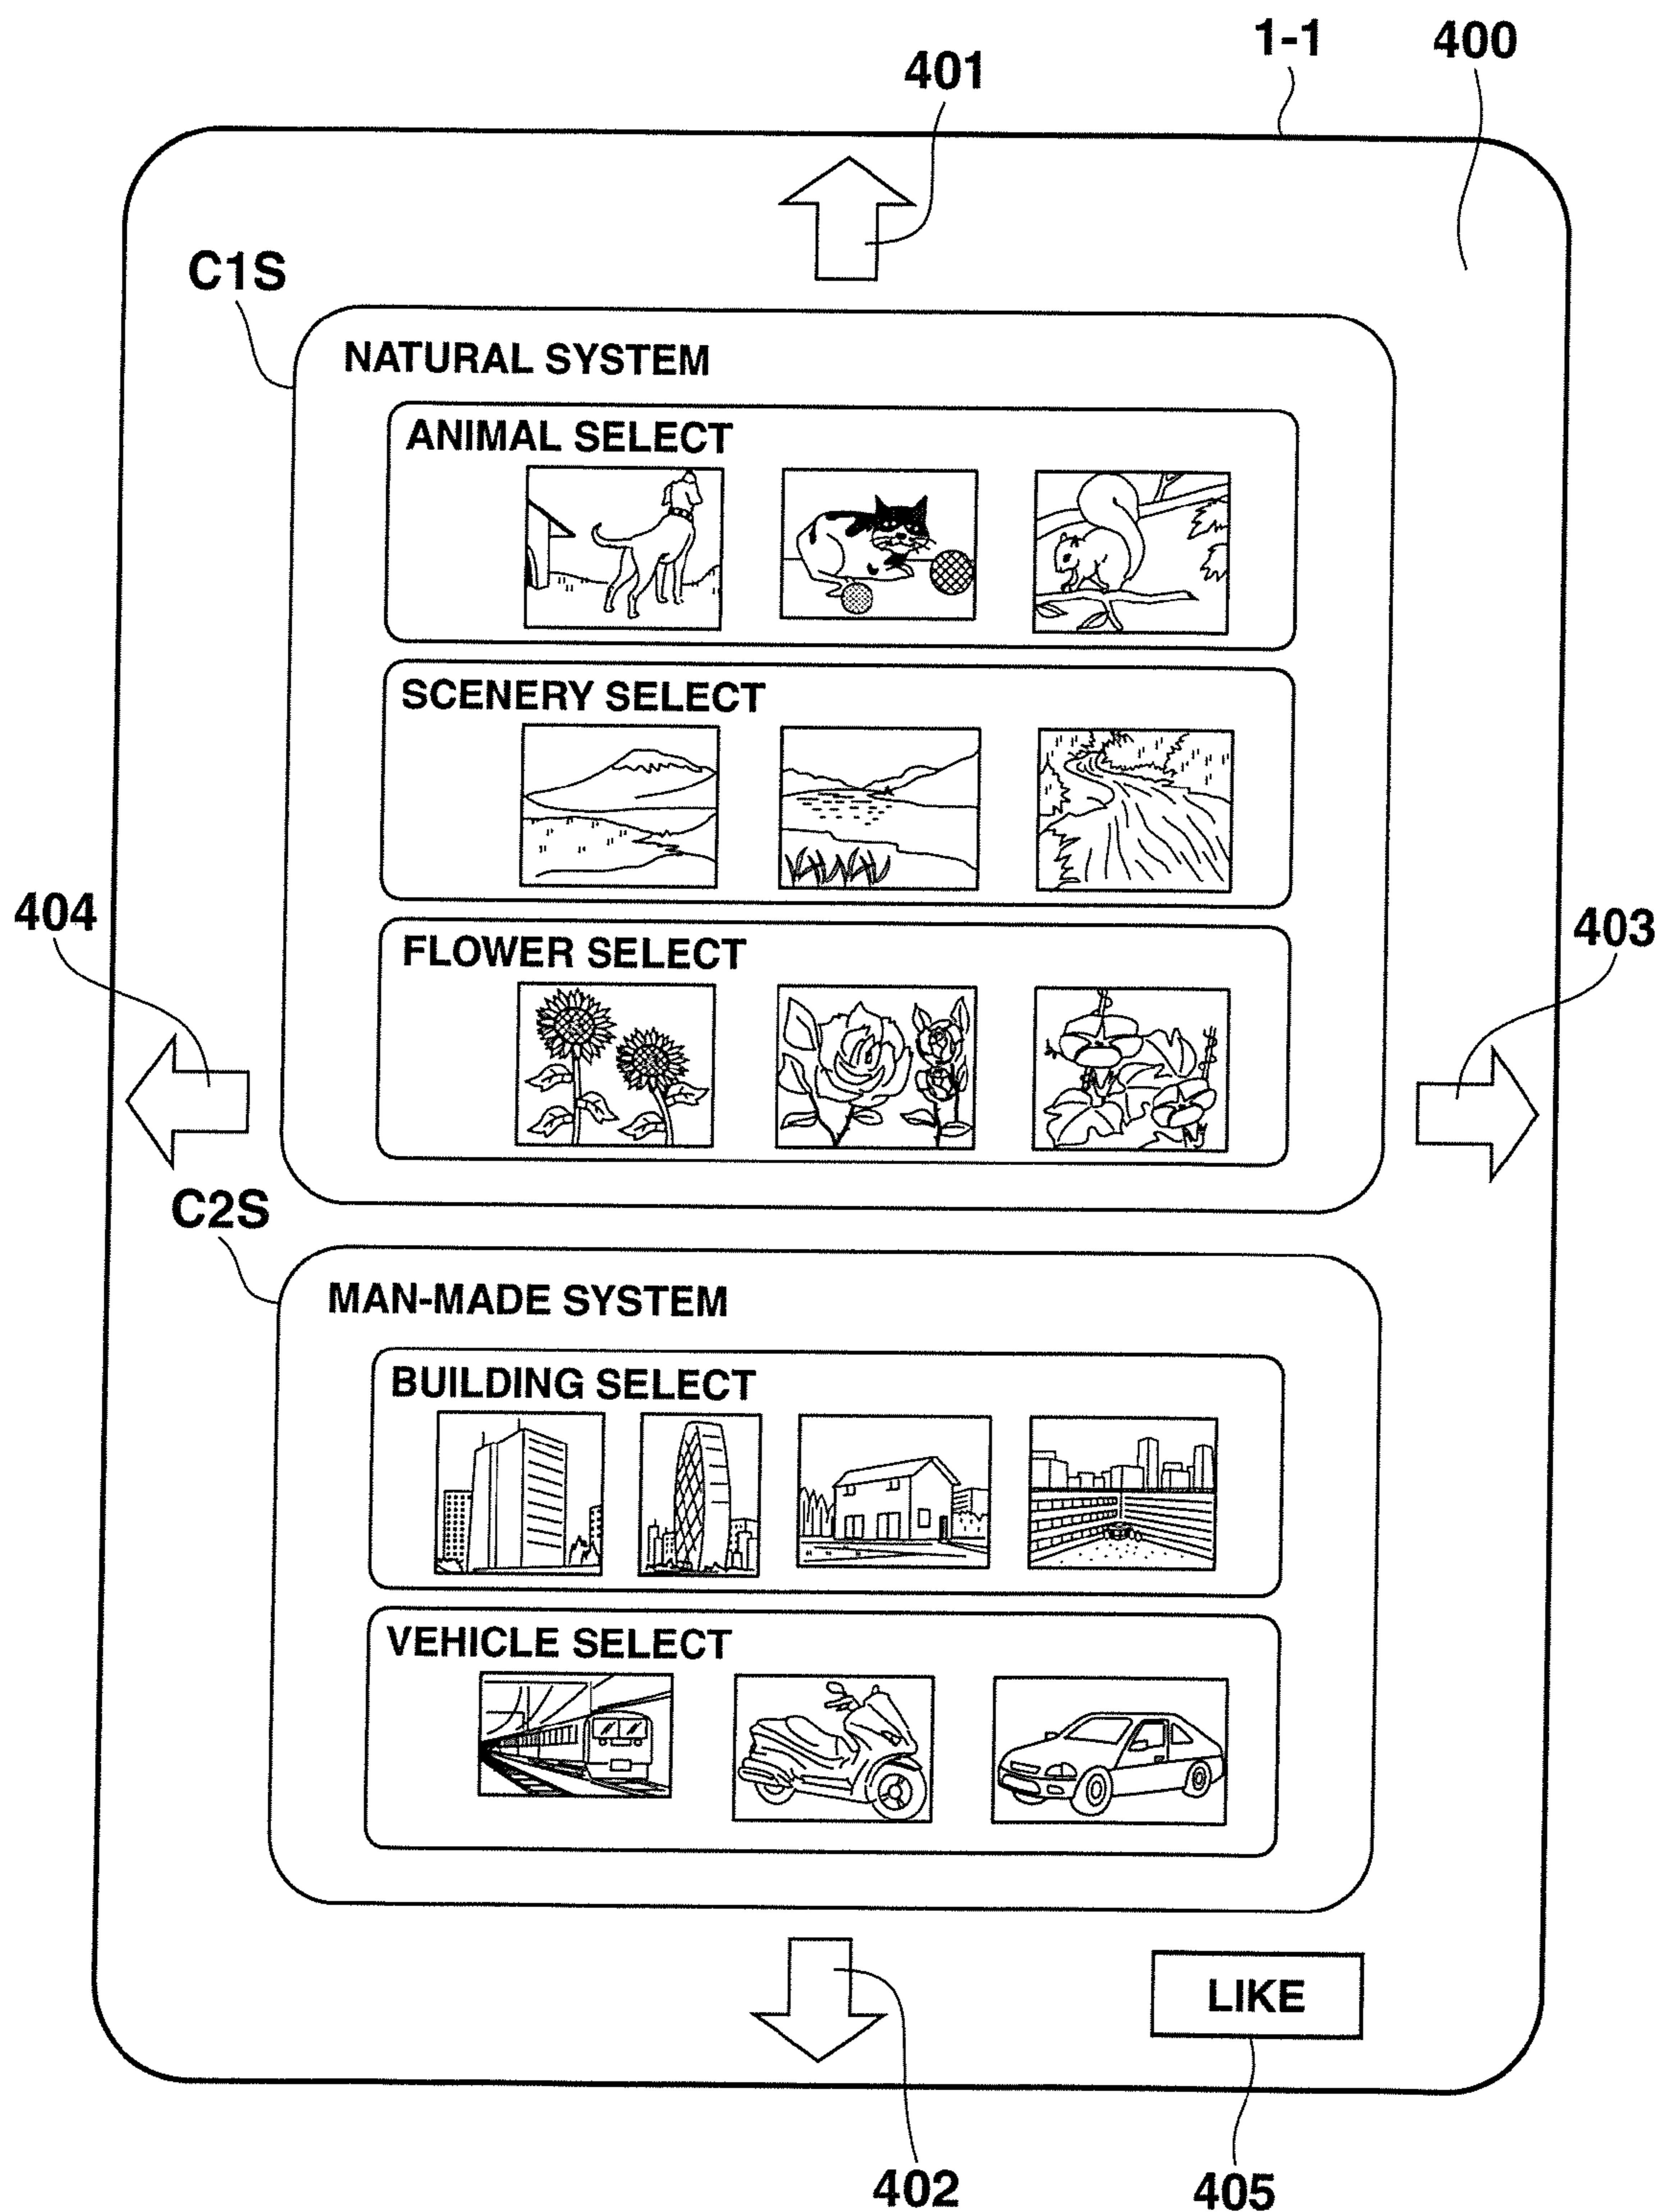 1-1
400
401
C1S
NATURAL SYSTEM
ANIMAL SELECT
SCENERY SELECT
404
403
FLOWER SELECT
C2S
MAN-MADE SYSTEM
BUILDING SELECT
VEHICLE SELECT
LIKE
402
405